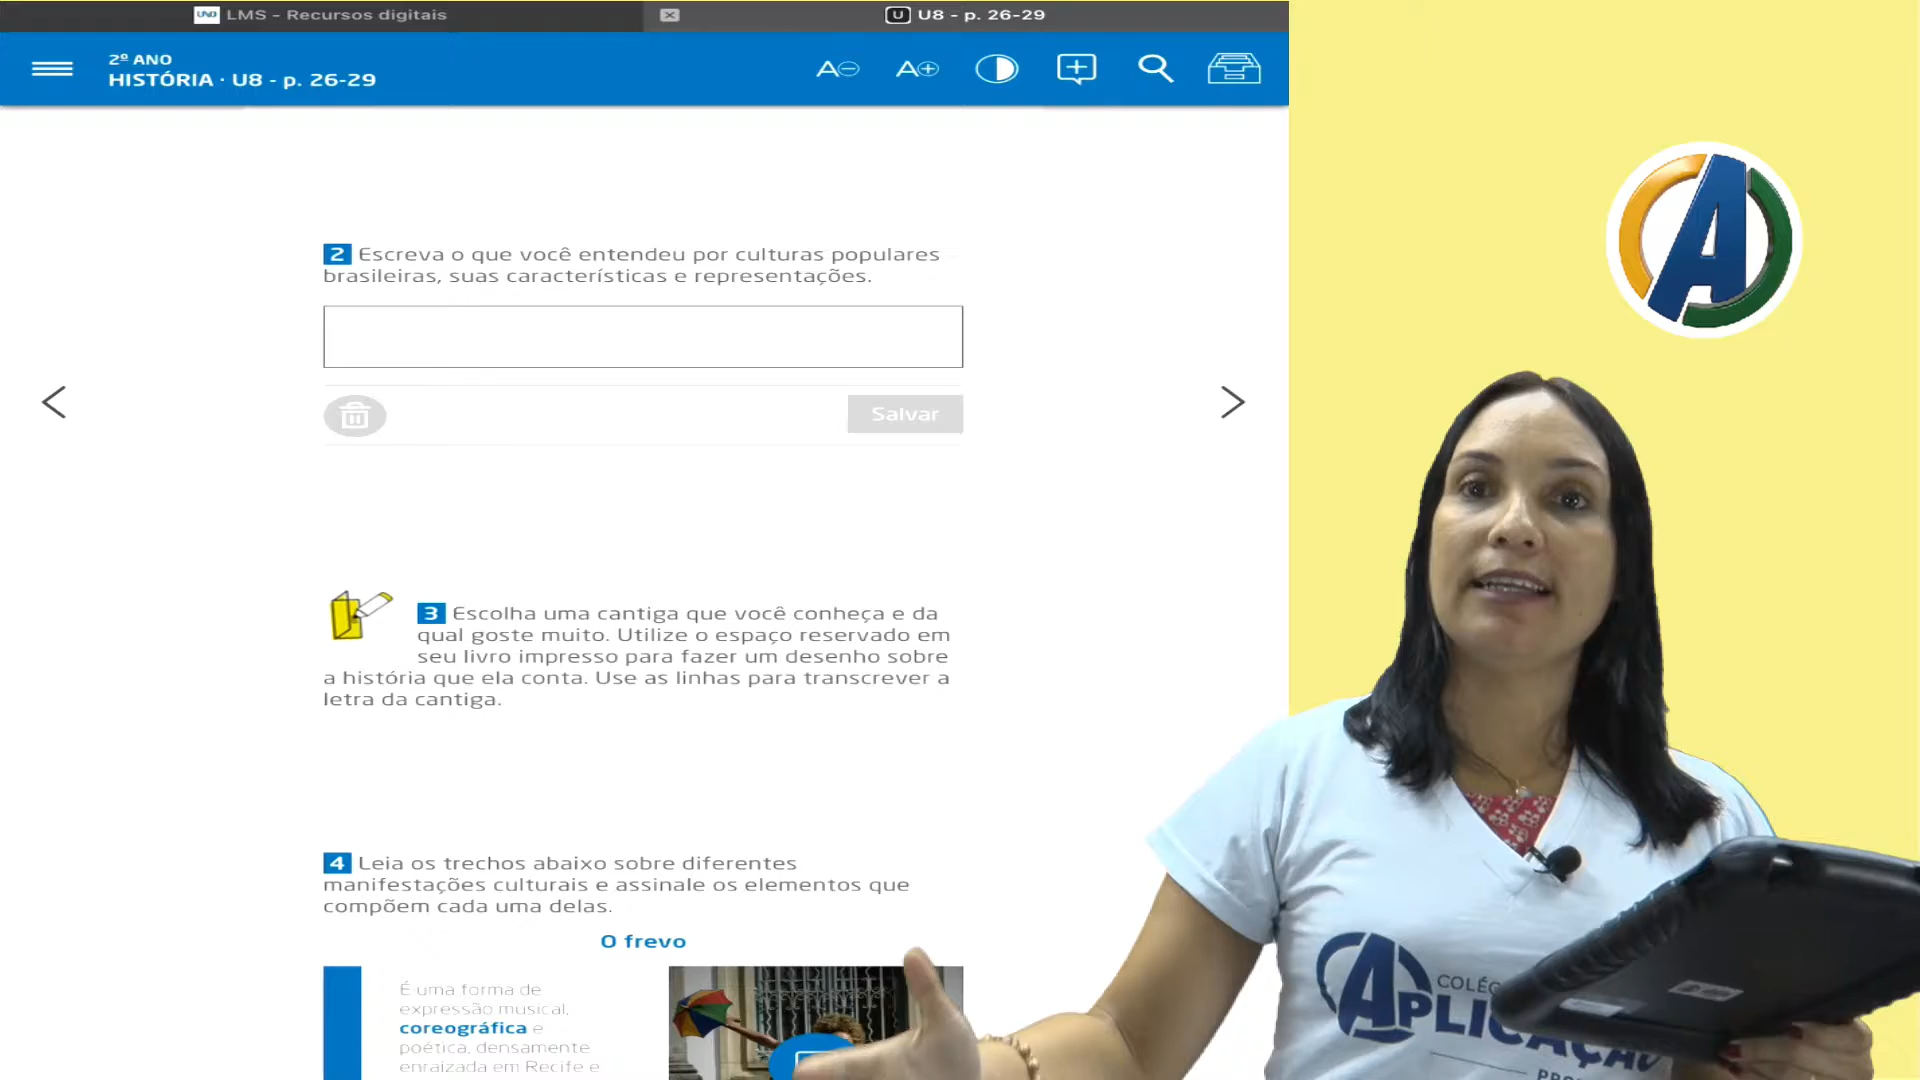 LMS - Recursos digitais
U8 - p. 26-29
2º ANO
HISTÓRIA · U8 - p. 26-29
2 Escreva o que você entendeu por culturas populares
brasileiras, suas características e representações.
Salvar
3 Escolha uma cantiga que você conheça e da
qual goste muito. Utilize o espaço reservado em
seu livro impresso para fazer um desenho sobre
a história que ela conta. Use as linhas para transcrever a
letra da cantiga.
4 Leia os trechos abaixo sobre diferentes
manifestações culturais e assinale os elementos que
compõem cada uma delas.
O frevo
É uma forma de
expressão musical,
coreográfica e
poética, densamente
enraizada em Recife e